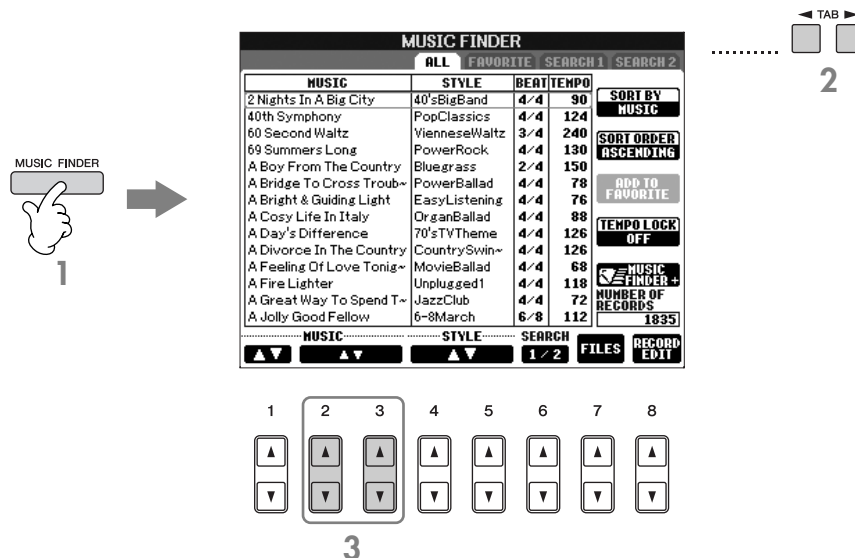 ◄ TAB ►
2
MUSIC FINDER
1
MUSIC FINDER
ALL FAVORITE SEARCH 1 SEARCH 2
MUSIC STYLE BEAT TEMPO
2 Nights In A Big City 40'sBigBand 4/4 90
40th Symphony PopClassics 4/4 124
60 Second Waltz VienneseWaltz 3/4 240
69 Summers Long PowerRock 4/4 130
A Boy From The Country Bluegrass 2/4 150
A Bridge To Cross Troub~ PowerBallad 4/4 78
A Bright & Guiding Light EasyListening 4/4 76
A Cosy Life In Italy OrganBallad 4/4 88
A Day's Difference 70'sTVTheme 4/4 126
A Divorce In The Country CountrySwin~ 4/4 126
A Feeling Of Love Tonig~ MovieBallad 4/4 68
A Fire Lighter Unplugged1 4/4 118
A Great Way To Spend T~ JazzClub 4/4 72
A Jolly Good Fellow 6-8March 6/8 112
SORT BY
MUSIC
SORT ORDER
ASCENDING
ADD TO
FAVORITE
TEMPO LOCK
OFF
MUSIC
FINDER +
NUMBER OF
RECORDS
1835
MUSIC STYLE SEARCH
▲▼ ▲▼ ▲▼ 1 / 2 FILES RECORD
EDIT
1 2 3 4 5 6 7 8
3